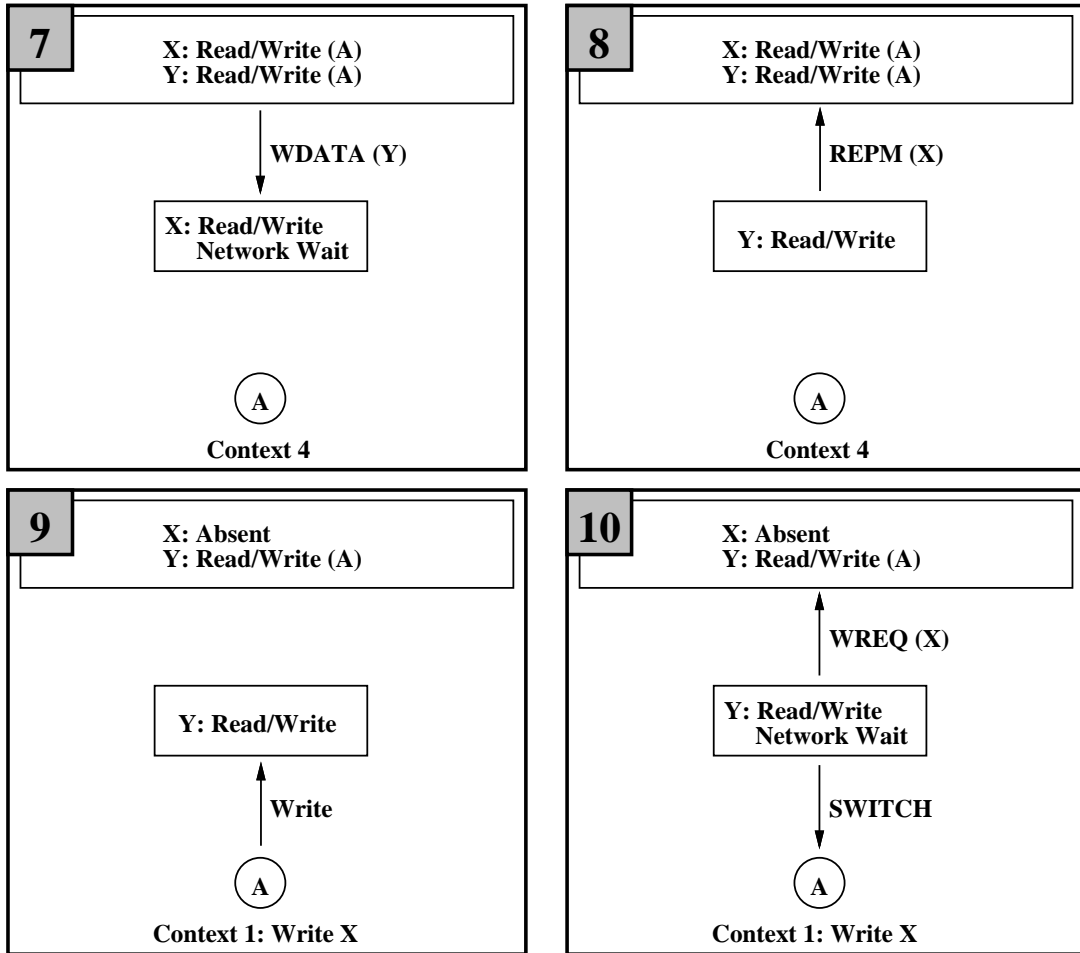 7
X: Read/Write (A)
Y: Read/Write (A)
WDATA (Y)
X: Read/Write
Network Wait
A
Context 4
8
X: Read/Write (A)
Y: Read/Write (A)
REPM (X)
Y: Read/Write
A
Context 4
9
X: Absent
Y: Read/Write (A)
Y: Read/Write
Write
A
Context 1: Write X
10
X: Absent
Y: Read/Write (A)
WREQ (X)
Y: Read/Write
Network Wait
SWITCH
A
Context 1: Write X